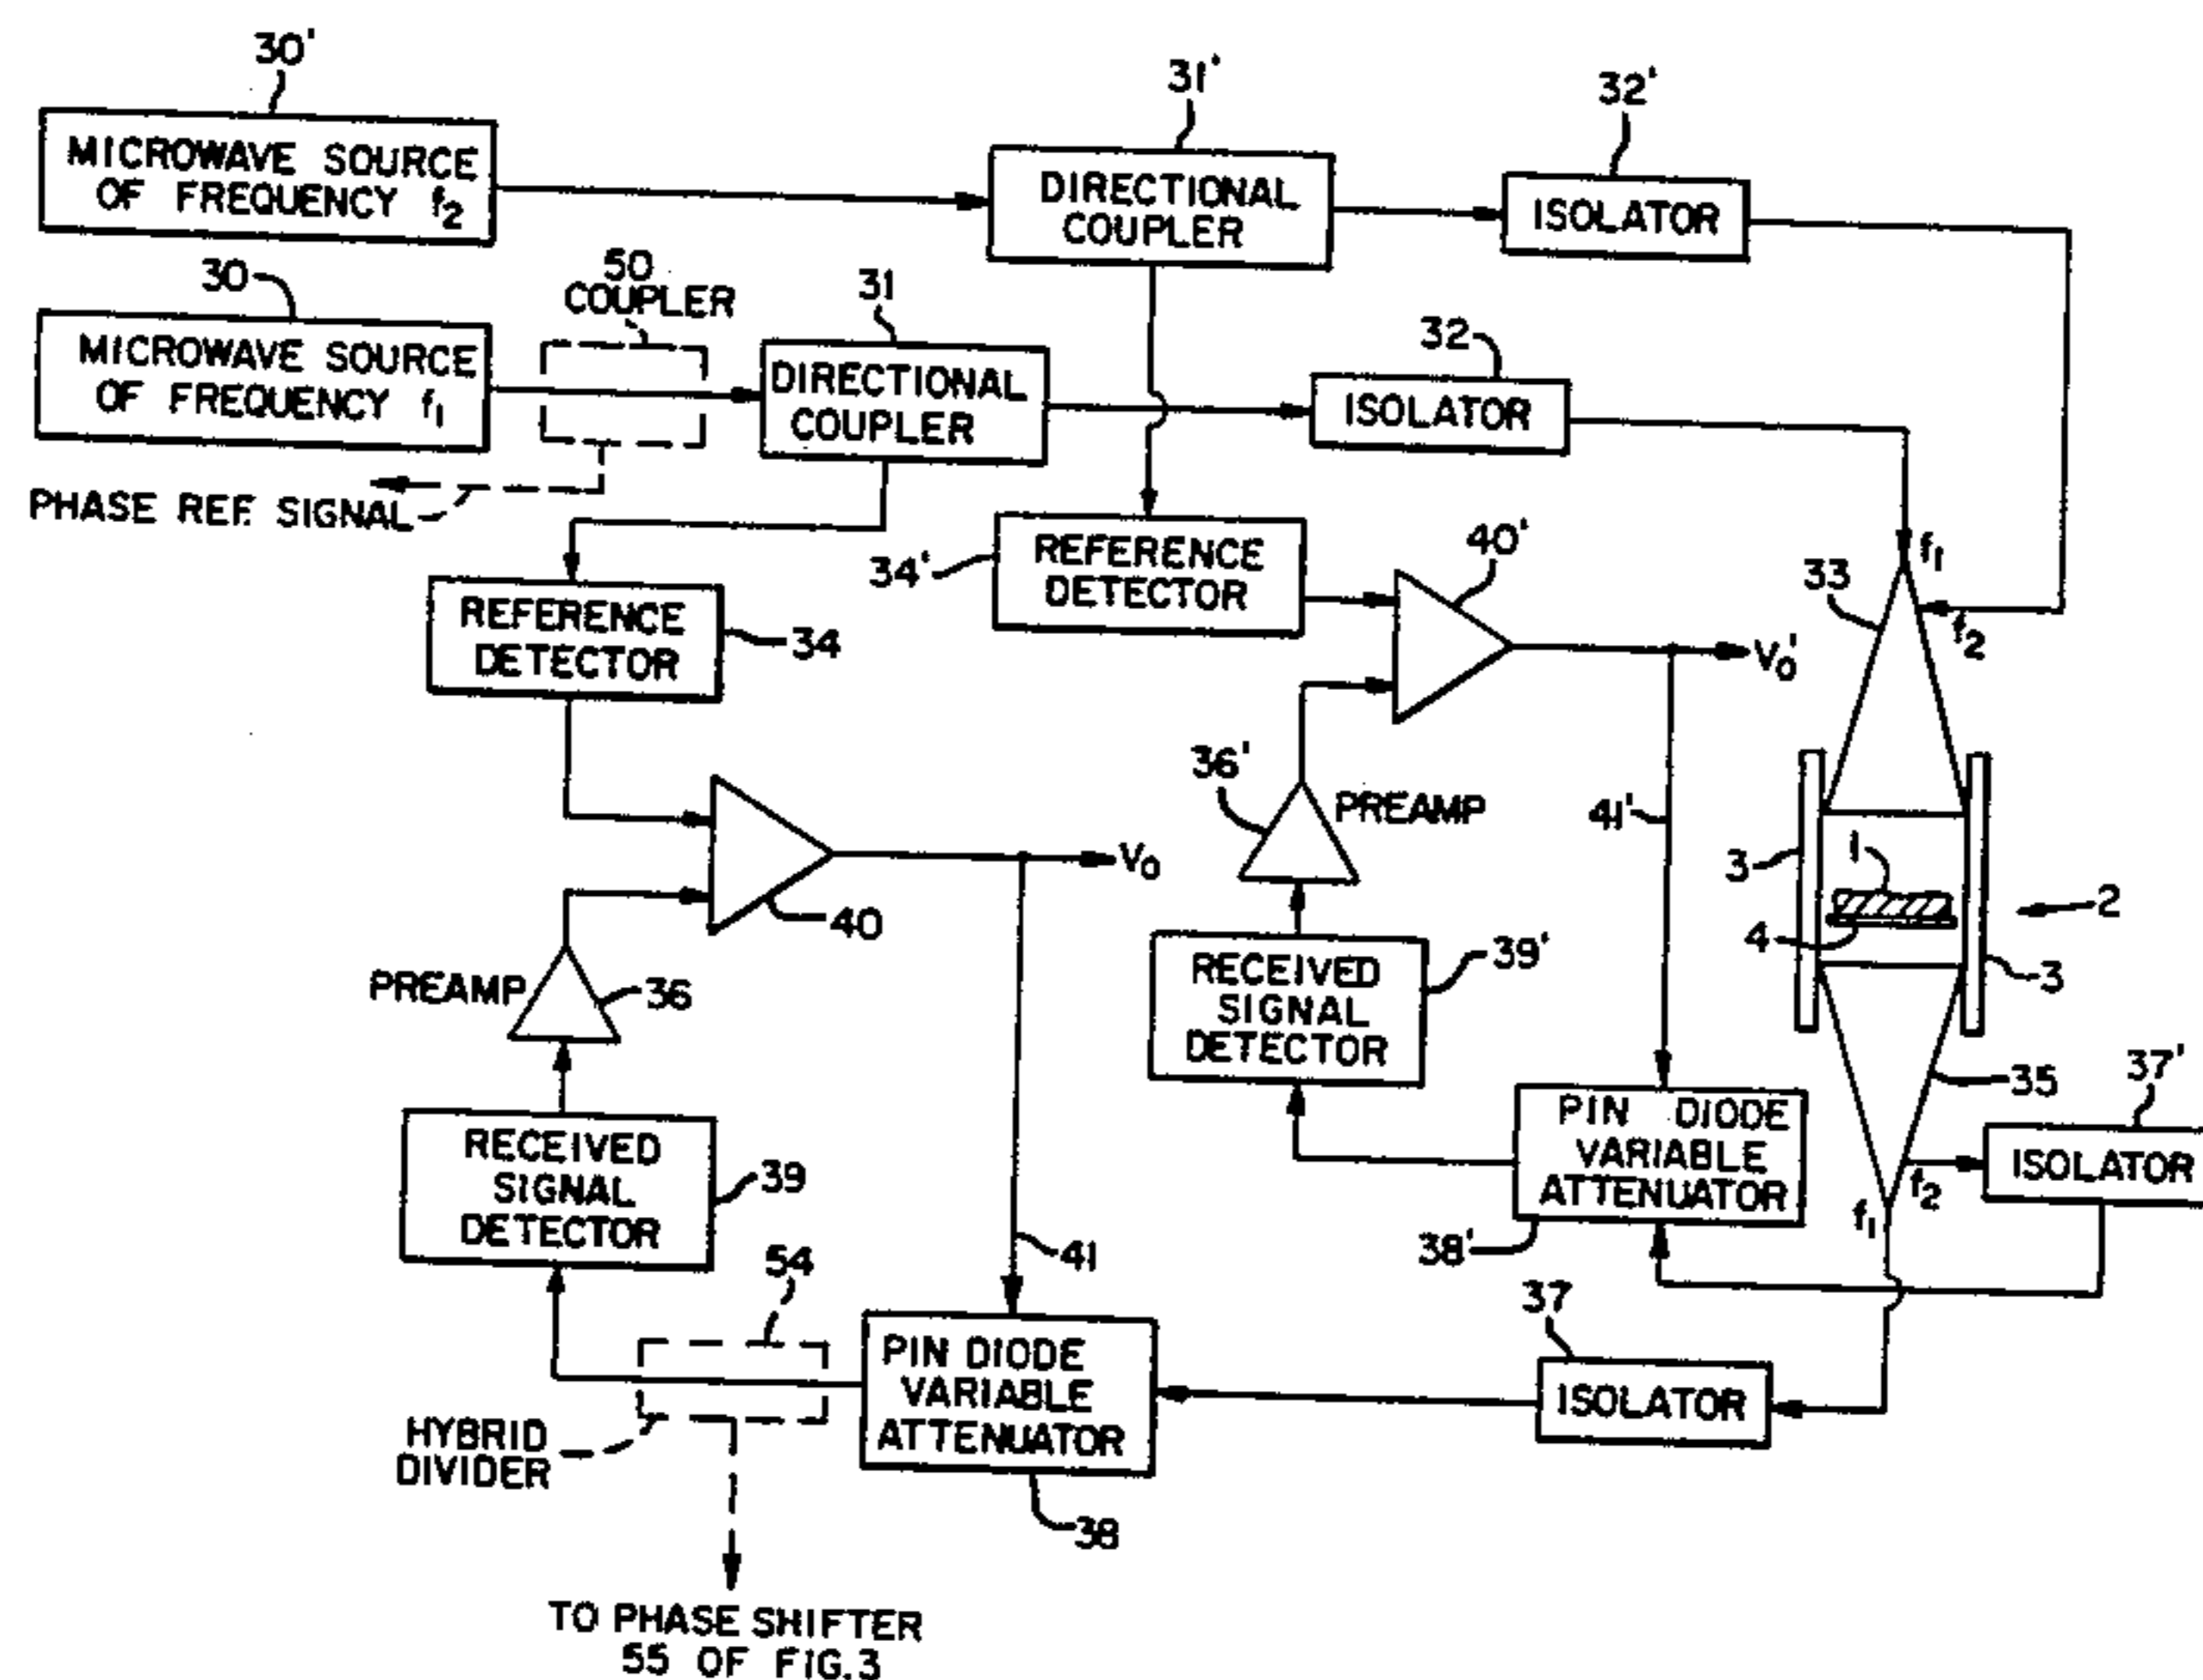 30'
31'
32'
MICROWAVE SOURCE
OF FREQUENCY f2
DIRECTIONAL
COUPLER
ISOLATOR
30
50
COUPLER
31
32
MICROWAVE SOURCE
OF FREQUENCY f1
DIRECTIONAL
COUPLER
ISOLATOR
PHASE REF. SIGNAL
34'
REFERENCE
DETECTOR
40'
33
f1
f2
REFERENCE
DETECTOR
34
V0'
36'
PREAMP
41'
3
1
2
4
3
V0
40
PREAMP
36
RECEIVED
SIGNAL
DETECTOR
39'
35
37'
PIN DIODE
VARIABLE
ATTENUATOR
38'
ISOLATOR
f2
f1
RECEIVED
SIGNAL
DETECTOR
39
54
41
37
PIN DIODE
VARIABLE
ATTENUATOR
38
ISOLATOR
HYBRID
DIVIDER
TO PHASE SHIFTER
55 OF FIG.3